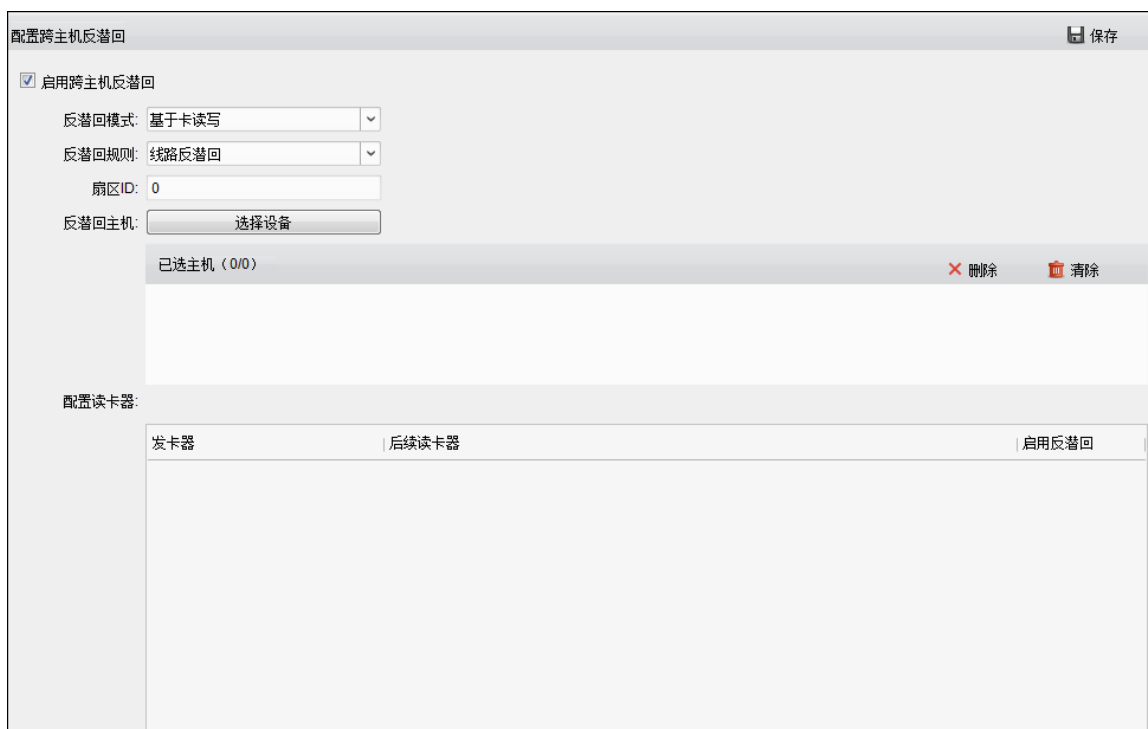 配置跨主机反潜回 保存
启用跨主机反潜回
反潜回模式: 基于卡读写
反潜回规则: 线路反潜回
扇区ID: 0
反潜回主机: 选择设备
已选主机（0/0） 删除 清除
配置读卡器:
发卡器 后续读卡器 启用反潜回